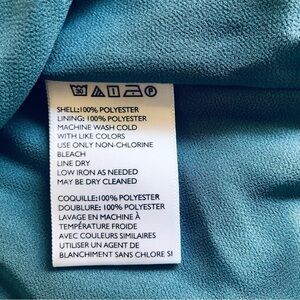 SHELL:100% POLYESTER
LINING: 100% POLYESTER
MACHINE WASH COLD
WITH LIKE COLORS
USE ONLY NON-CHLORINE
BLEACH
LINE DRY
LOW IRON AS NEEDED
MAY BE DRY CLEANED
COQUILLE:100% POLYESTER
DOUBLURE: 100% POLYESTER
LAVAGE EN MACHINE À
TEMPÉRATURE FROIDE
AVEC COULEURS SIMILAIRES
UTILISER UN AGENT DE
BLANCHIMENT SANS CHLORE SI